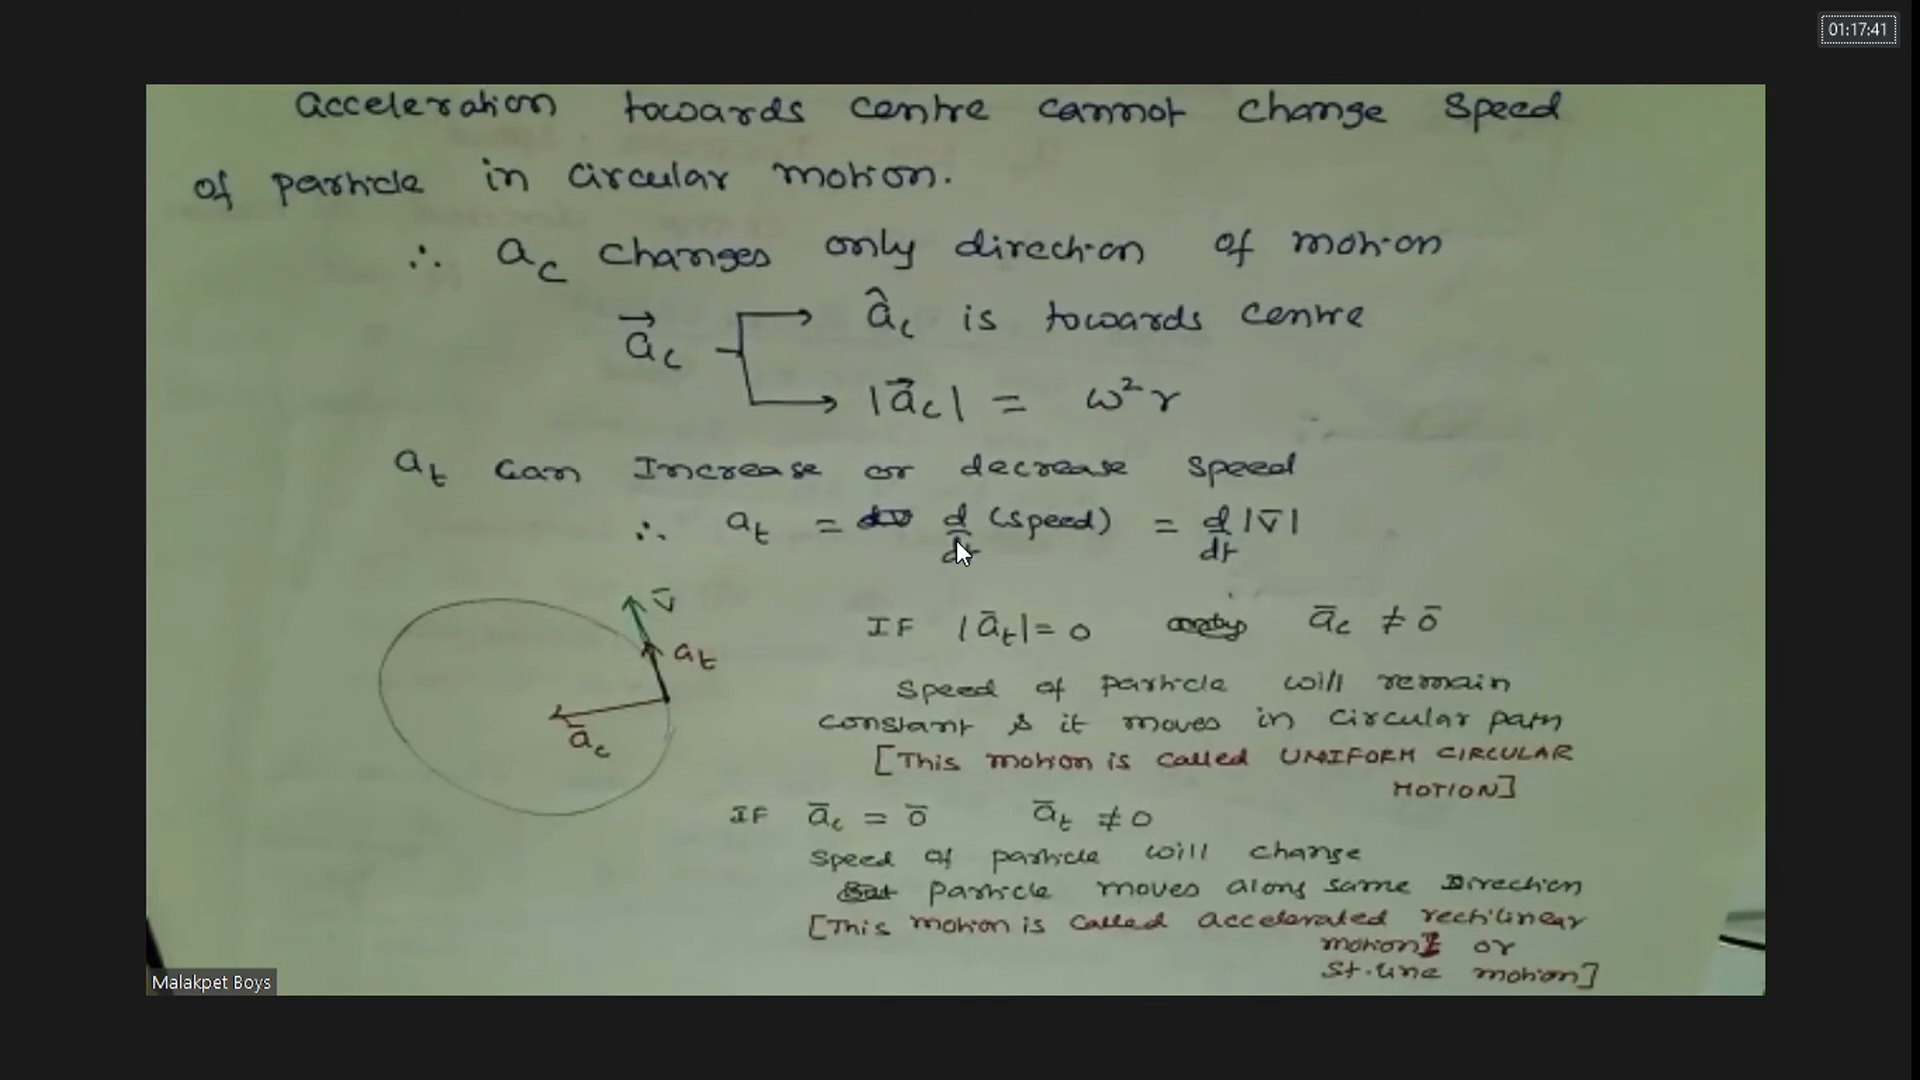 01:17:41
acceleration towards centre cannot change speed
of particle in circular motion.
∴ a_c changes only direction of motion
â_c is towards centre
a⃗_c
|a⃗_c| = ω²r
a_t can Increase or decrease speed
∴ a_t = d/dt (speed) = d/dt |v̄|
v̄
a_t
ā_c
IF |ā_t| = 0 ā_c ≠ ō
speed of particle will remain
constant & it moves in circular path
[This motion is called UNIFORM CIRCULAR
MOTION]
IF ā_c = ō ā_t ≠ 0
speed of particle will change
particle moves along same Direction
[This motion is called accelerated rectilinear
motion or
st.line motion]
Malakpet Boys